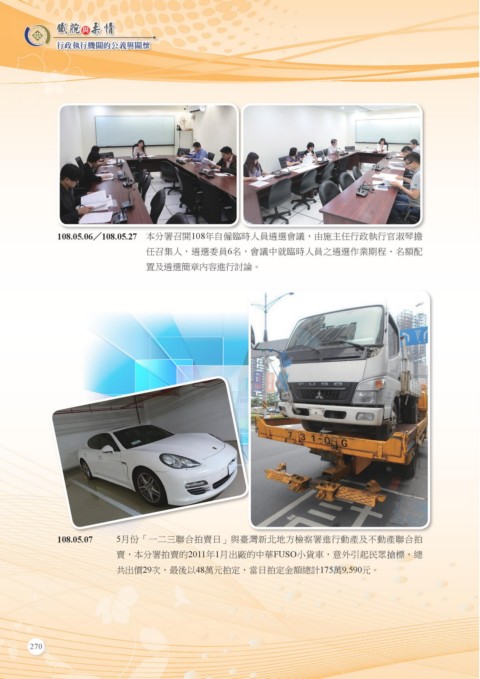 鐵腕與柔情
行政執行機關的公義與關懷
108.05.06／108.05.27 本分署召開108年自僱臨時人員遴選會議，由施主任行政執行官淑琴擔
任召集人，遴選委員6名，會議中就臨時人員之遴選作業期程、名額配
置及遴選簡章內容進行討論。
FUSO
731-QG
108.05.07 5月份「一二三聯合拍賣日」與臺灣新北地方檢察署進行動產及不動產聯合拍
賣，本分署拍賣的2011年1月出廠的中華FUSO小貨車，意外引起民眾搶標，總
共出價29次，最後以48萬元拍定，當日拍定金額總計175萬9,590元。
270